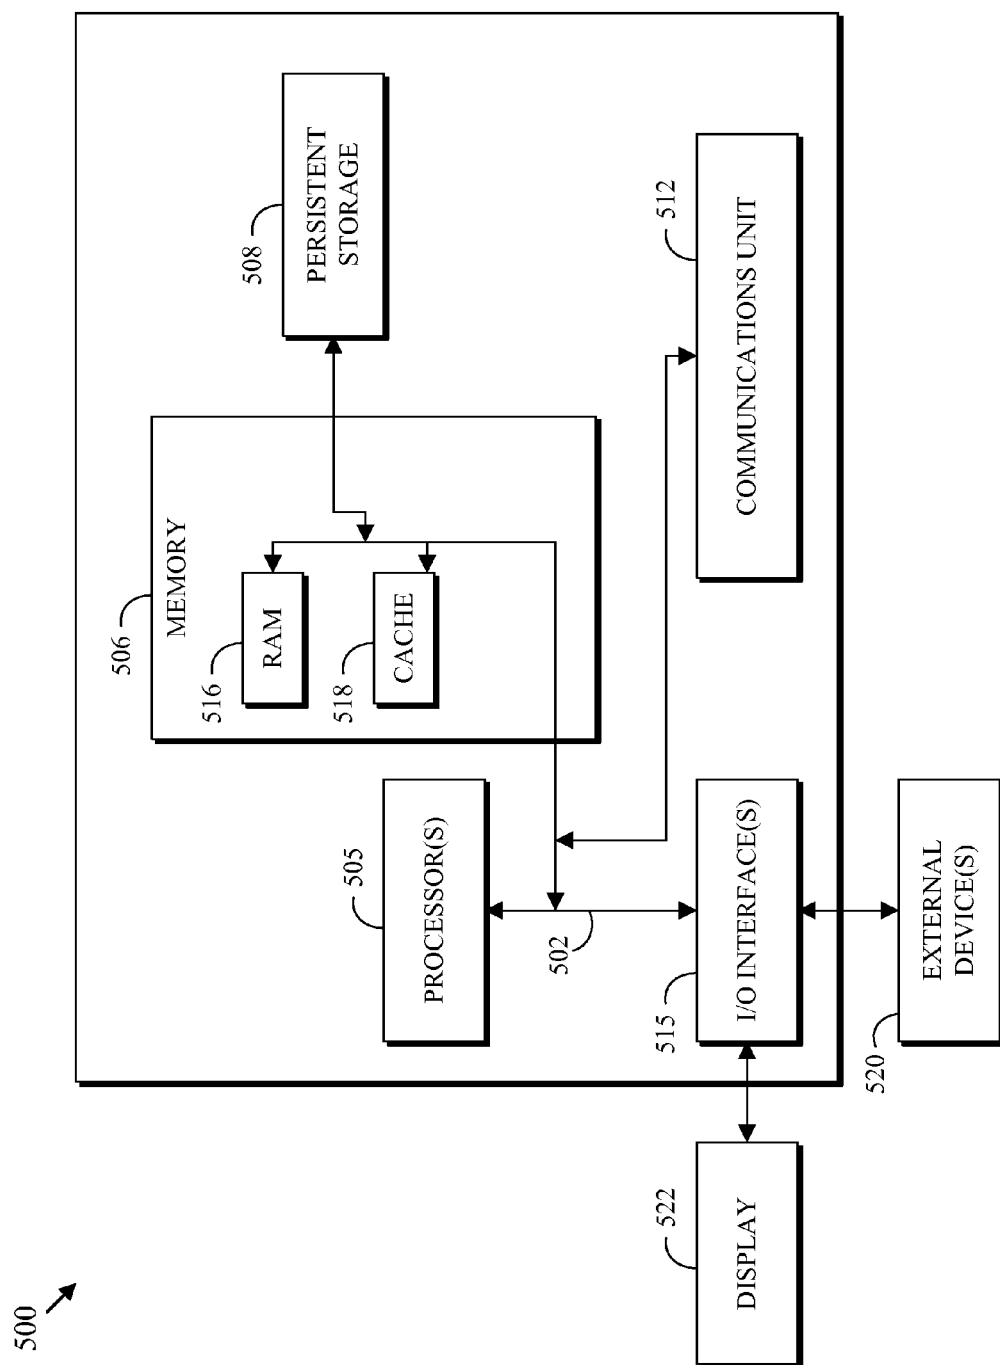 500
506
MEMORY
516
RAM
518
CACHE
508
PERSISTENT
STORAGE
505
PROCESSOR(S)
502
522
DISPLAY
515
I/O INTERFACE(S)
512
COMMUNICATIONS UNIT
520
EXTERNAL
DEVICE(S)